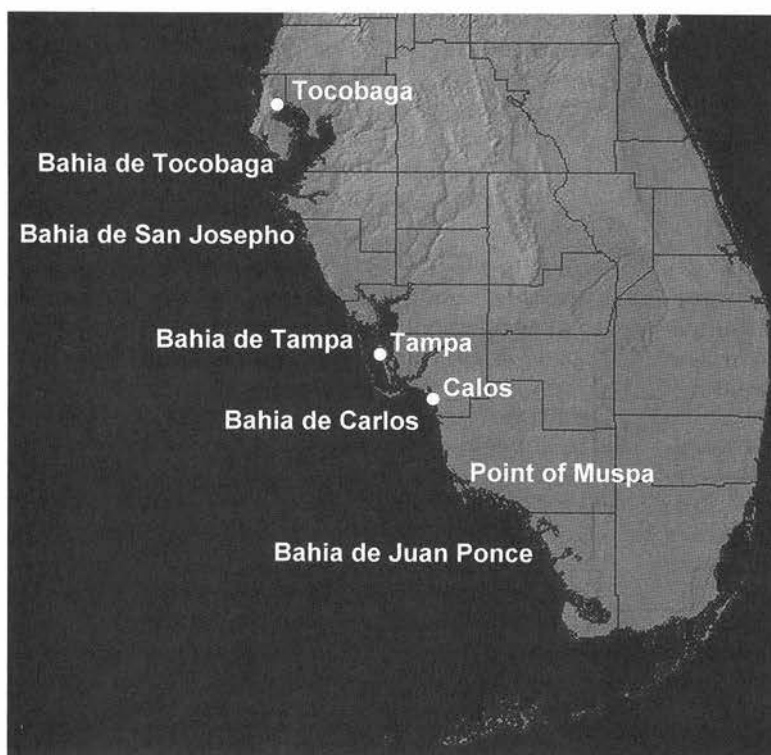 Tocobaga
Bahia de Tocobaga
Bahia de San Josepho
Bahia de Tampa
Tampa
Calos
Bahia de Carlos
Point of Muspa
Bahia de Juan Ponce